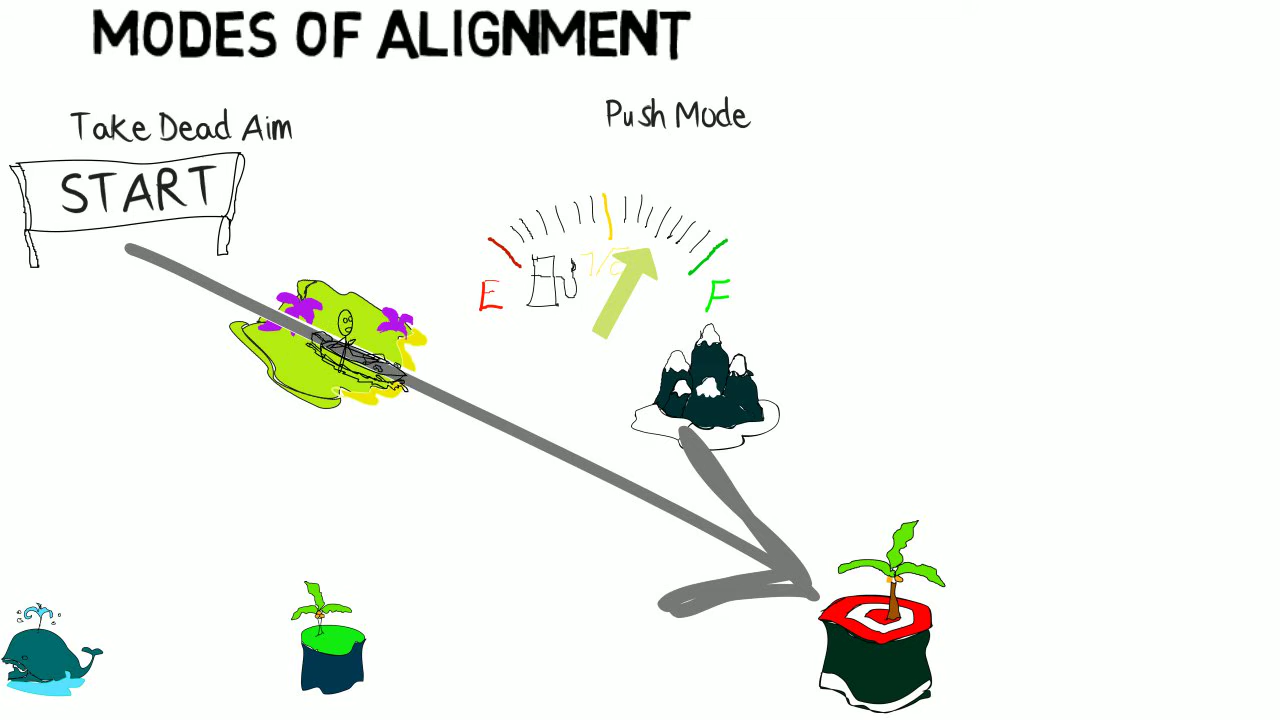 MODES OF ALIGNMENT
Take Dead Aim
Push Mode
START
E
F